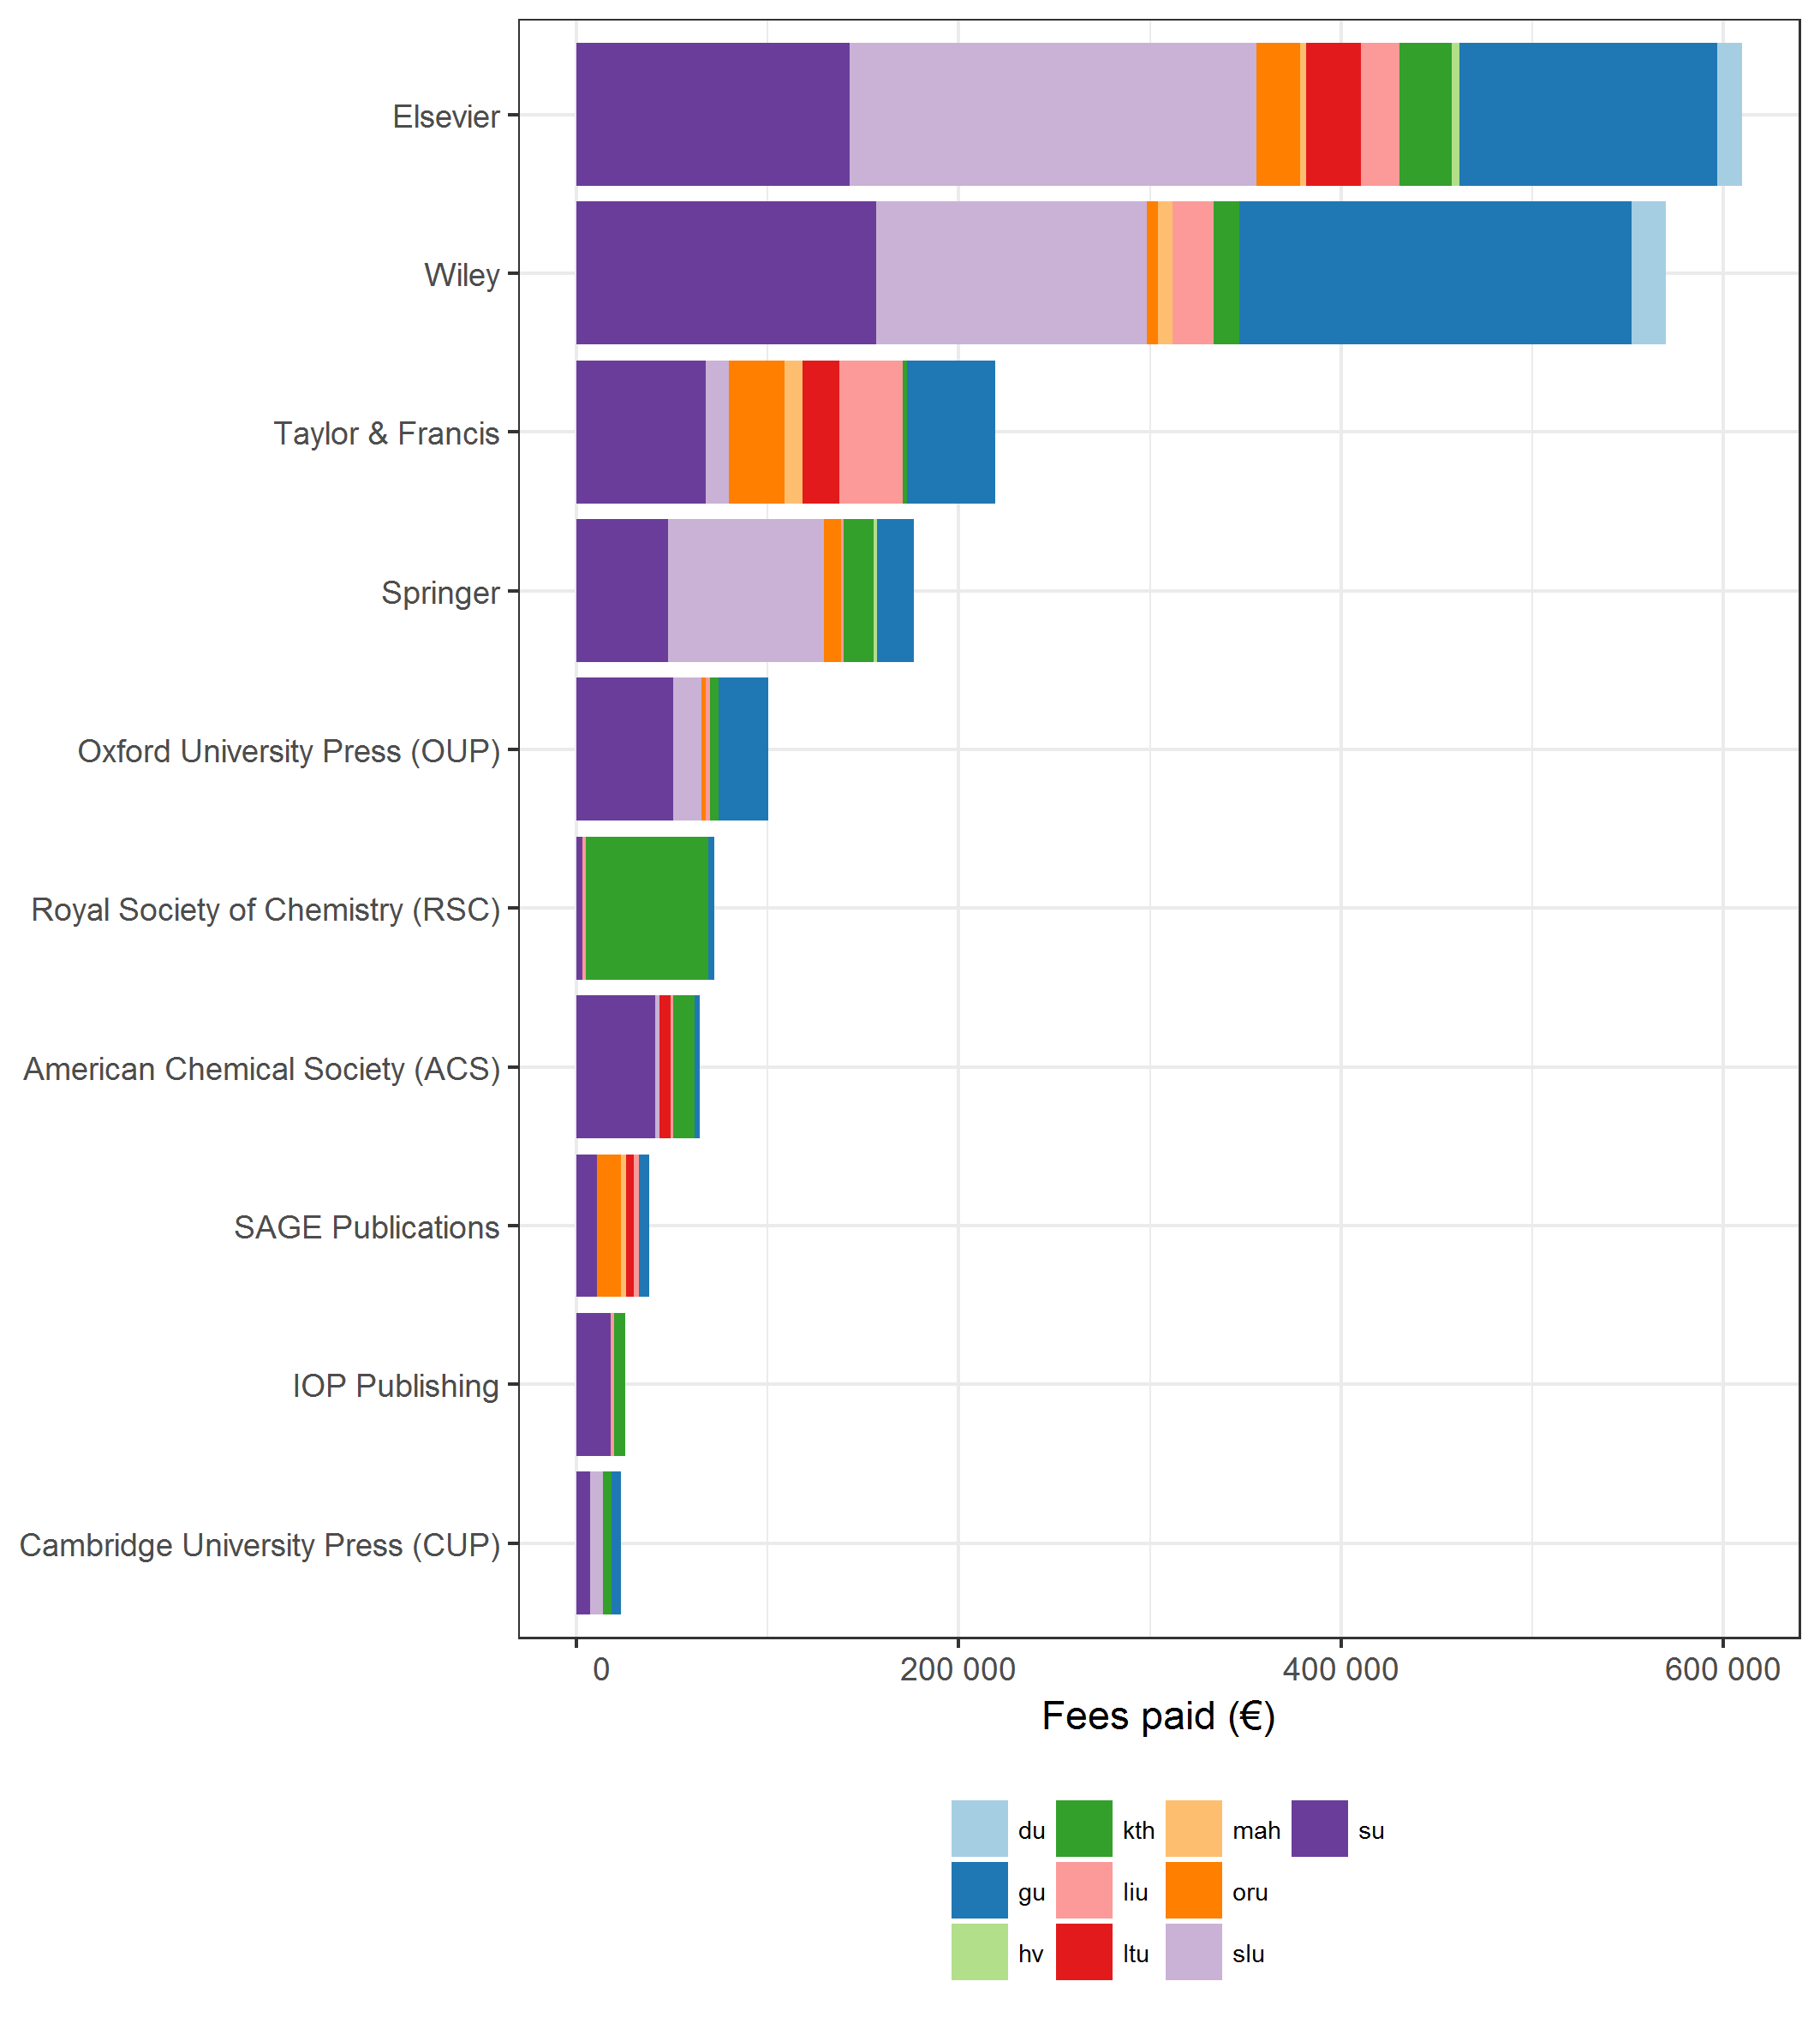 Elsevier
Wiley
Taylor & Francis
Springer
Oxford University Press (OUP)
Royal Society of Chemistry (RSC)
American Chemical Society (ACS)
SAGE Publications
IOP Publishing
Cambridge University Press (CUP)
0 200 000 400 000 600 000
Fees paid (€)
du kth mah su
gu liu oru
hv ltu slu